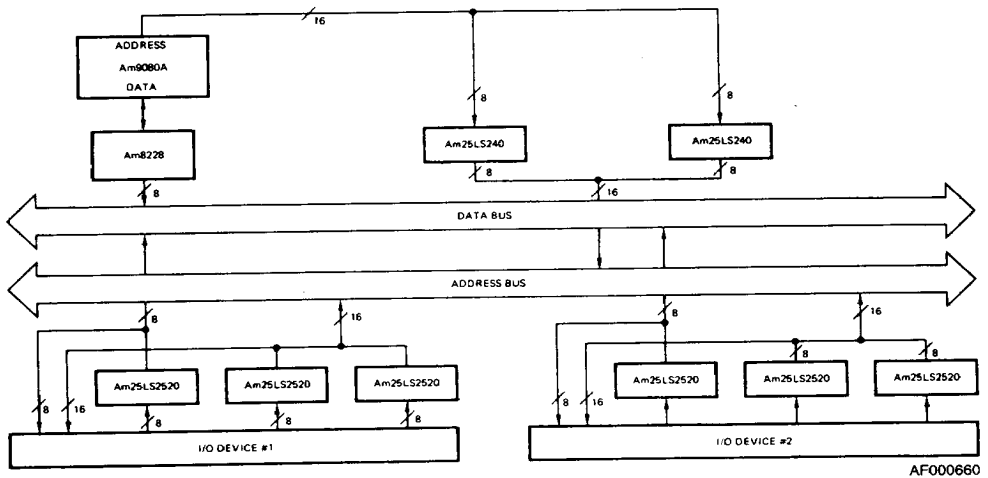 16
ADDRESS
Am9080A
DATA
8
8
Am8228
Am25LS240
Am25LS240
8
8
8
16
DATA BUS
ADDRESS BUS
8
16
8
16
8
8
Am25LS2520
Am25LS2520
Am25LS2520
Am25LS2520
Am25LS2520
Am25LS2520
8
16
8
8
8
8
16
I/O DEVICE #1
I/O DEVICE #2
AF000660